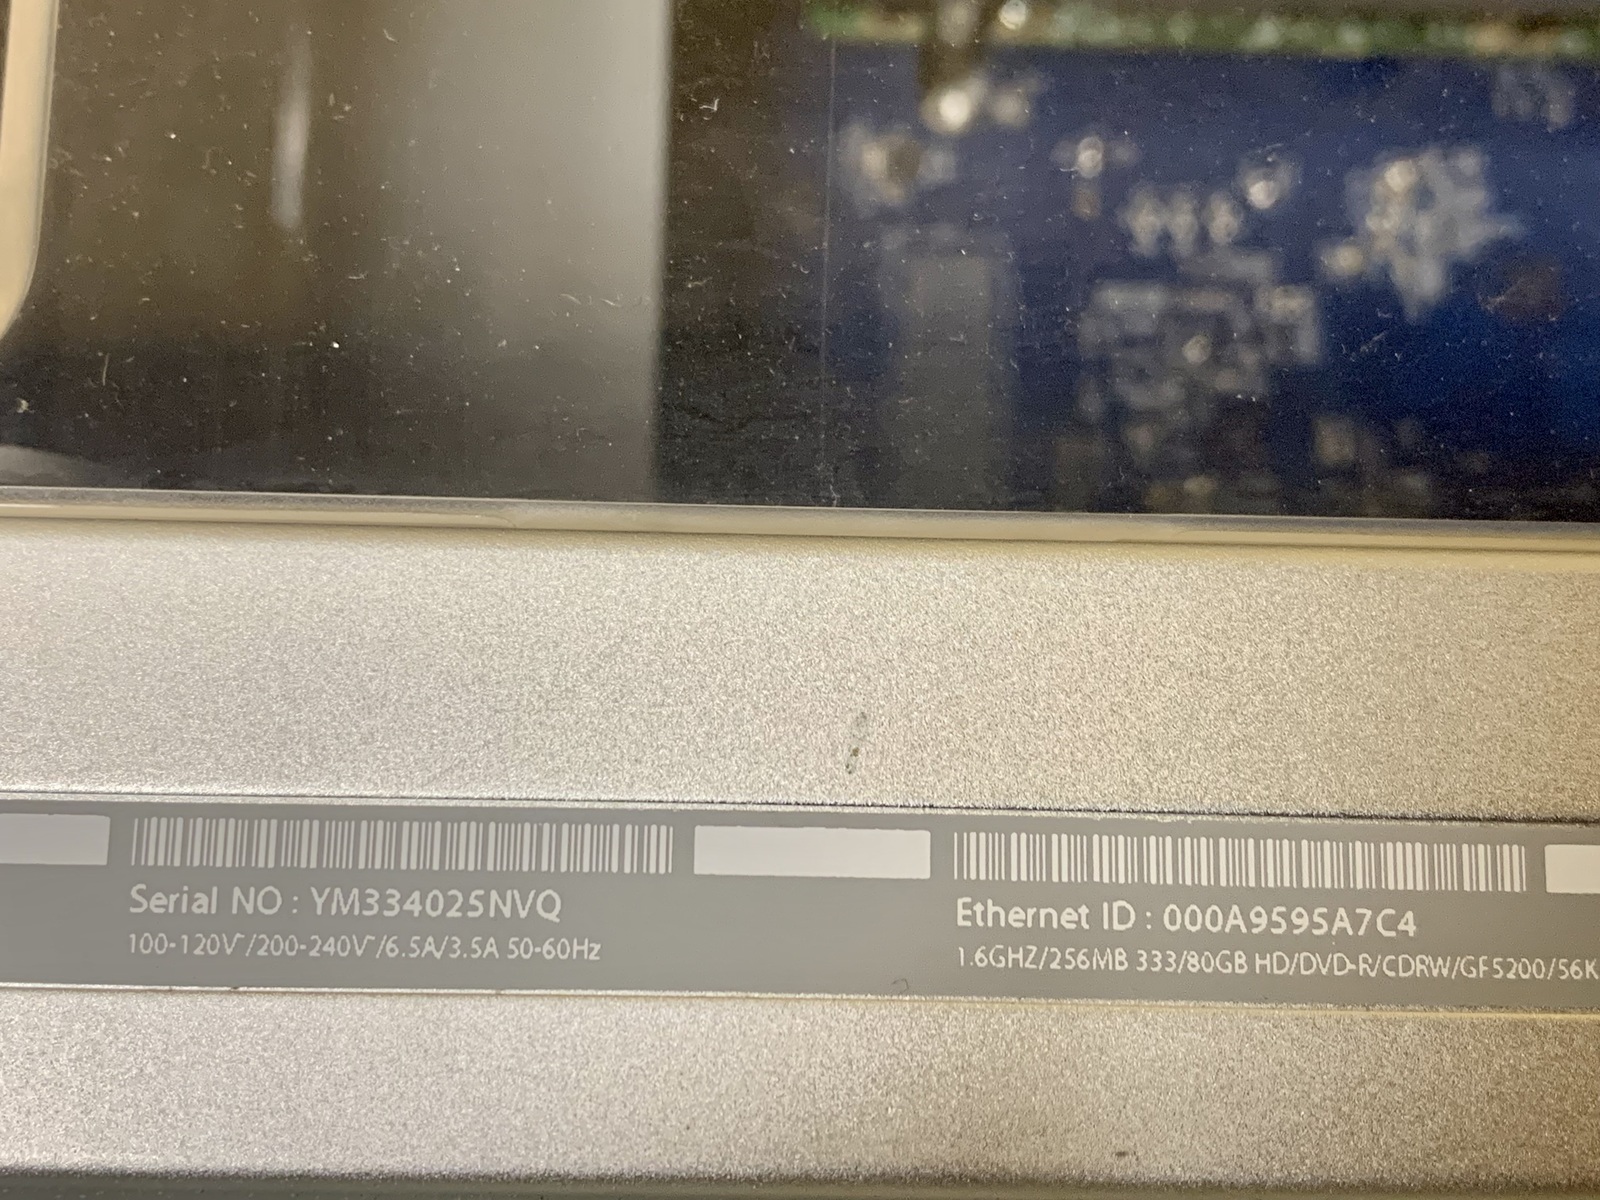 Serial NO : YM334025NVQ
100-120V~/200-240V~/6.5A/3.5A 50-60Hz
Ethernet ID : 000A9595A7C4
1.6GHZ/256MB 333/80GB HD/DVD-R/CDRW/GF5200/56K